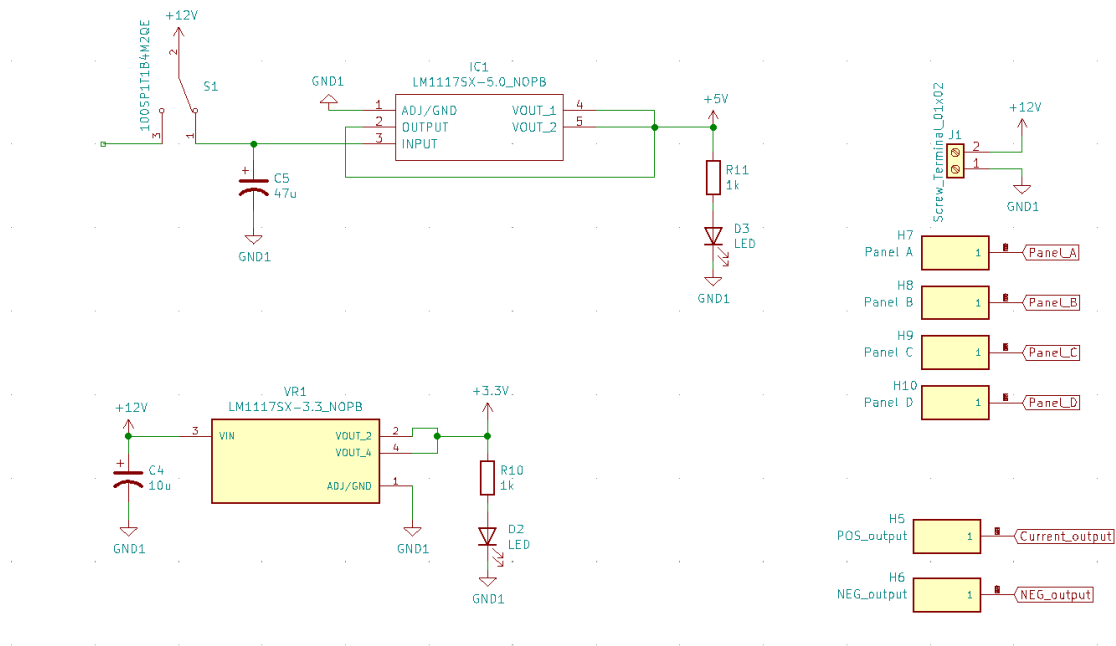 +12V
100SP1T1B4M2QE
2
S1
3
1
C5
47u
GND1
GND1
IC1
LM1117SX-5.0_NOPB
1
ADJ/GND
VOUT_1
4
2
OUTPUT
VOUT_2
5
3
INPUT
+5V
R11
1k
D3
LED
GND1
Screw_Terminal_01x02
J1
+12V
2
1
GND1
H7
Panel A
1
Panel_A
H8
Panel B
1
Panel_B
H9
Panel C
1
Panel_C
H10
Panel D
1
Panel_D
+12V
VR1
LM1117SX-3.3_NOPB
3
VIN
VOUT_2
2
VOUT_4
4
ADJ/GND
1
C4
10u
GND1
GND1
+3.3V
R10
1k
D2
LED
GND1
H5
POS_output
1
Current_output
H6
NEG_output
1
NEG_output